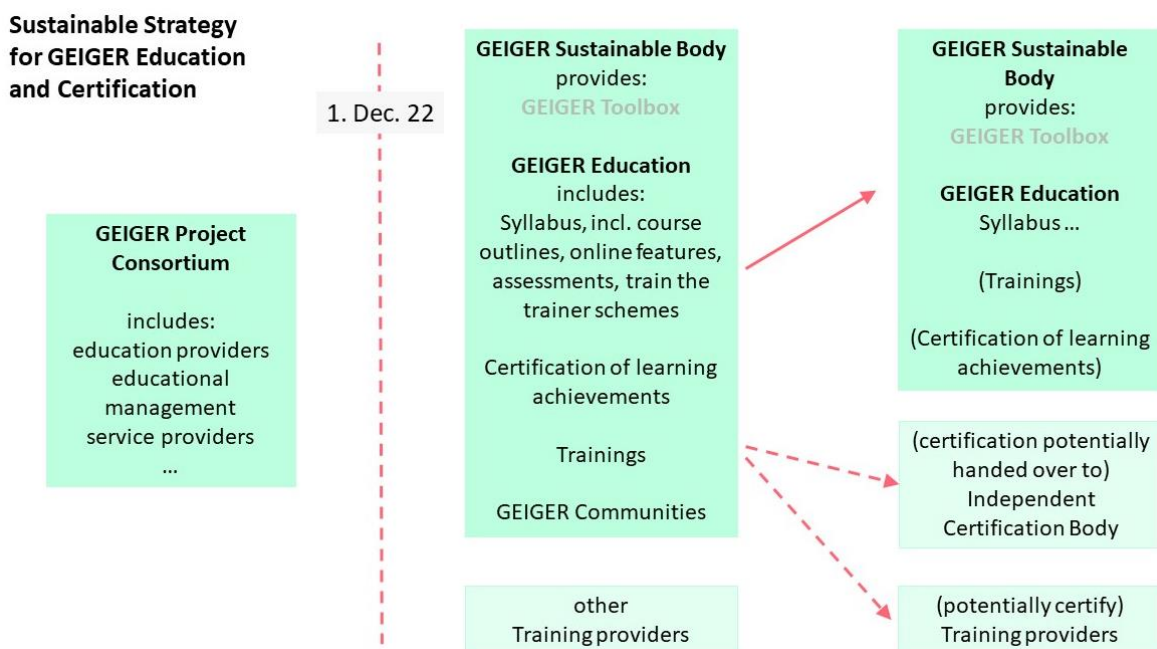 Sustainable Strategy
for GEIGER Education
and Certification
1. Dec. 22
GEIGER Project
Consortium
includes:
education providers
educational
management
service providers
...
GEIGER Sustainable Body
provides:
GEIGER Toolbox
GEIGER Education
includes:
Syllabus, incl. course
outlines, online features,
assessments, train the
trainer schemes
Certification of learning
achievements
Trainings
GEIGER Communities
other
Training providers
GEIGER Sustainable
Body
provides:
GEIGER Toolbox
GEIGER Education
Syllabus ...
(Trainings)
(Certification of learning
achievements)
(certification potentially
handed over to)
Independent
Certification Body
(potentially certify)
Training providers